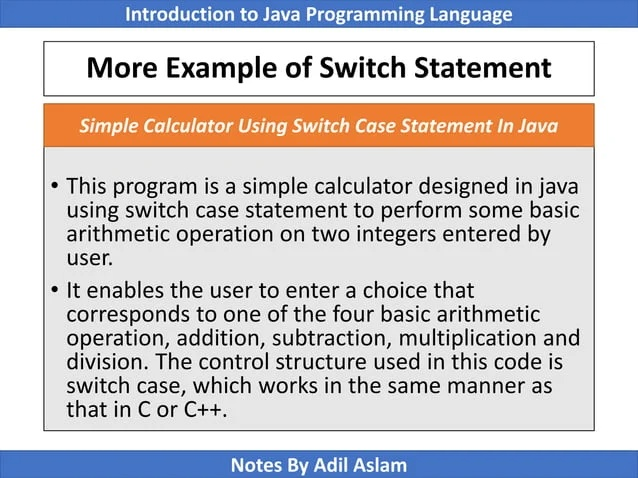 Introduction to Java Programming Language
More Example of Switch Statement
Simple Calculator Using Switch Case Statement In Java
• This program is a simple calculator designed in java
using switch case statement to perform some basic
arithmetic operation on two integers entered by
user.
• It enables the user to enter a choice that
corresponds to one of the four basic arithmetic
operation, addition, subtraction, multiplication and
division. The control structure used in this code is
switch case, which works in the same manner as
that in C or C++.
Notes By Adil Aslam